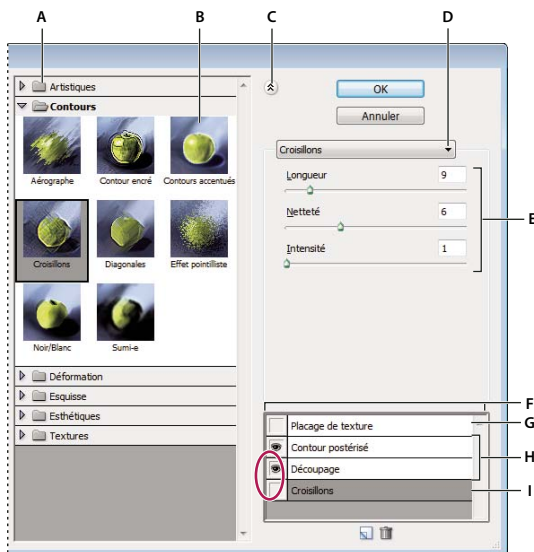 A B C D
Artistiques
Contours
Aérographe Contour encré Contours accentués
Croisillons Diagonales Effet pointilliste
Noir/Blanc Sumi-e
Déformation
Esquisse
Esthétiques
Textures
OK
Annuler
Croisillons
Longueur 9
Netteté 6
Intensité 1
E
F
Placage de texture G
Contour postérisé
H
Découpage
Croisillons I